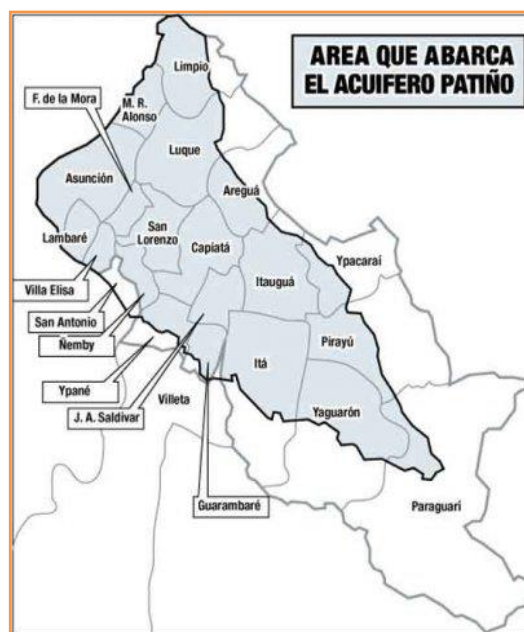 AREA QUE ABARCA
EL ACUIFERO PATIÑO
Limpio
F. de la Mora
M. R.
Alonso
Luque
Asunción
Areguá
Lambaré
San
Lorenzo
Capiatá
Ypacaraí
Itauguá
Villa Elisa
San Antonio
Ñemby
Pirayú
Itá
Ypané
Villeta
J. A. Saldívar
Yaguarón
Guarambaré
Paraguarí